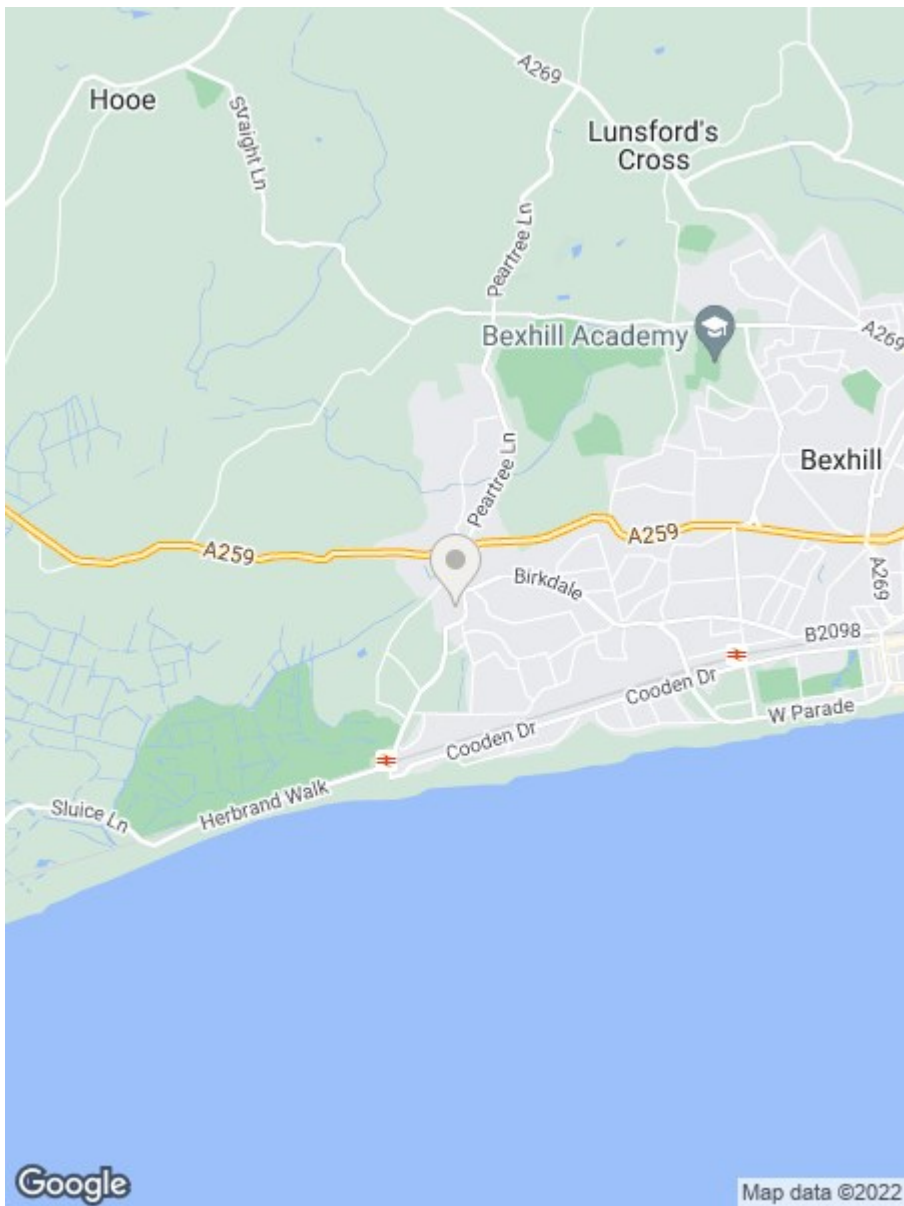 A269
Hooe
Lunsford's
Cross
Straight Ln
Peartree Ln
Bexhill Academy
A269
Peartree Ln
Bexhill
A259
A259
Birkdale
A269
B2098
Cooden Dr
W Parade
Cooden Dr
Herbrand Walk
Sluice Ln
Google
Map data ©2022